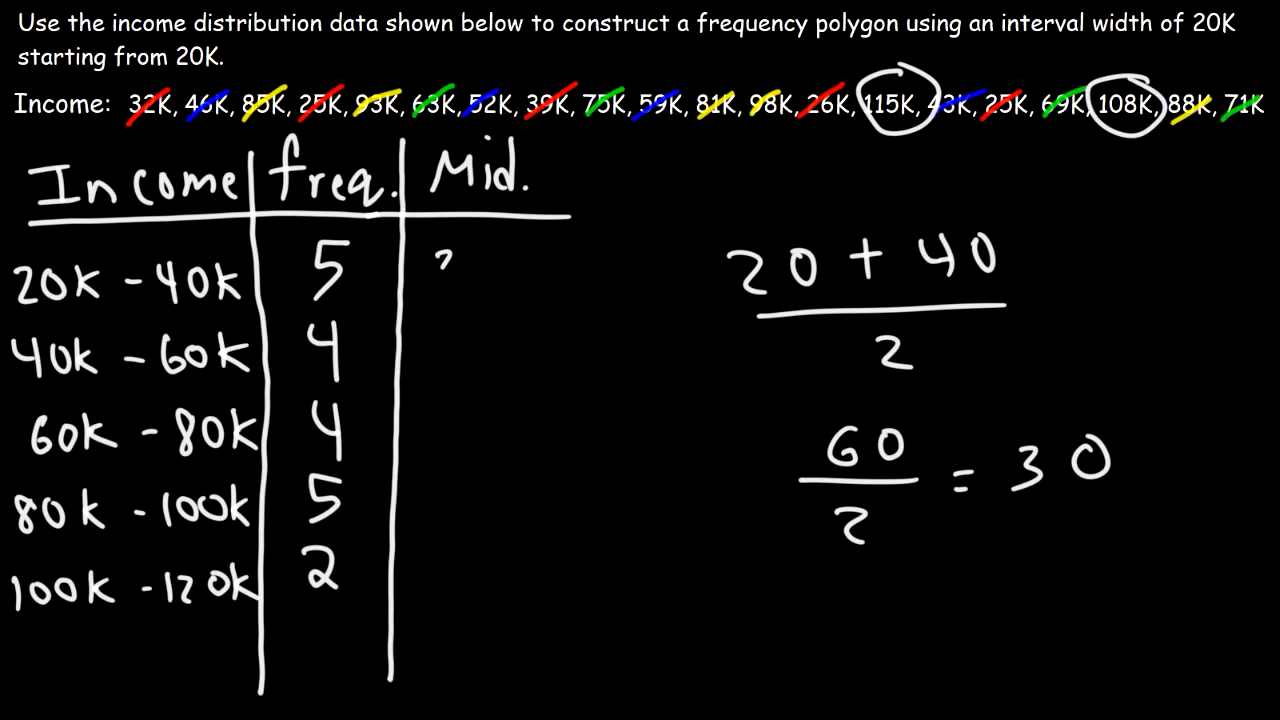 Use the income distribution data shown below to construct a frequency polygon using an interval width of 20K
starting from 20K.
Income: 32K, 46K, 85K, 25K, 93K, 63K, 52K, 39K, 75K, 59K, 81K, 98K, 26K, 115K, 43K, 25K, 69K, 108K, 88K, 71K
Income freq. Mid.
20K - 40K 5
40K - 60K 4
60K - 80K 4
80K - 100K 5
100K - 120K 2
20 + 40
2
60
2
= 30